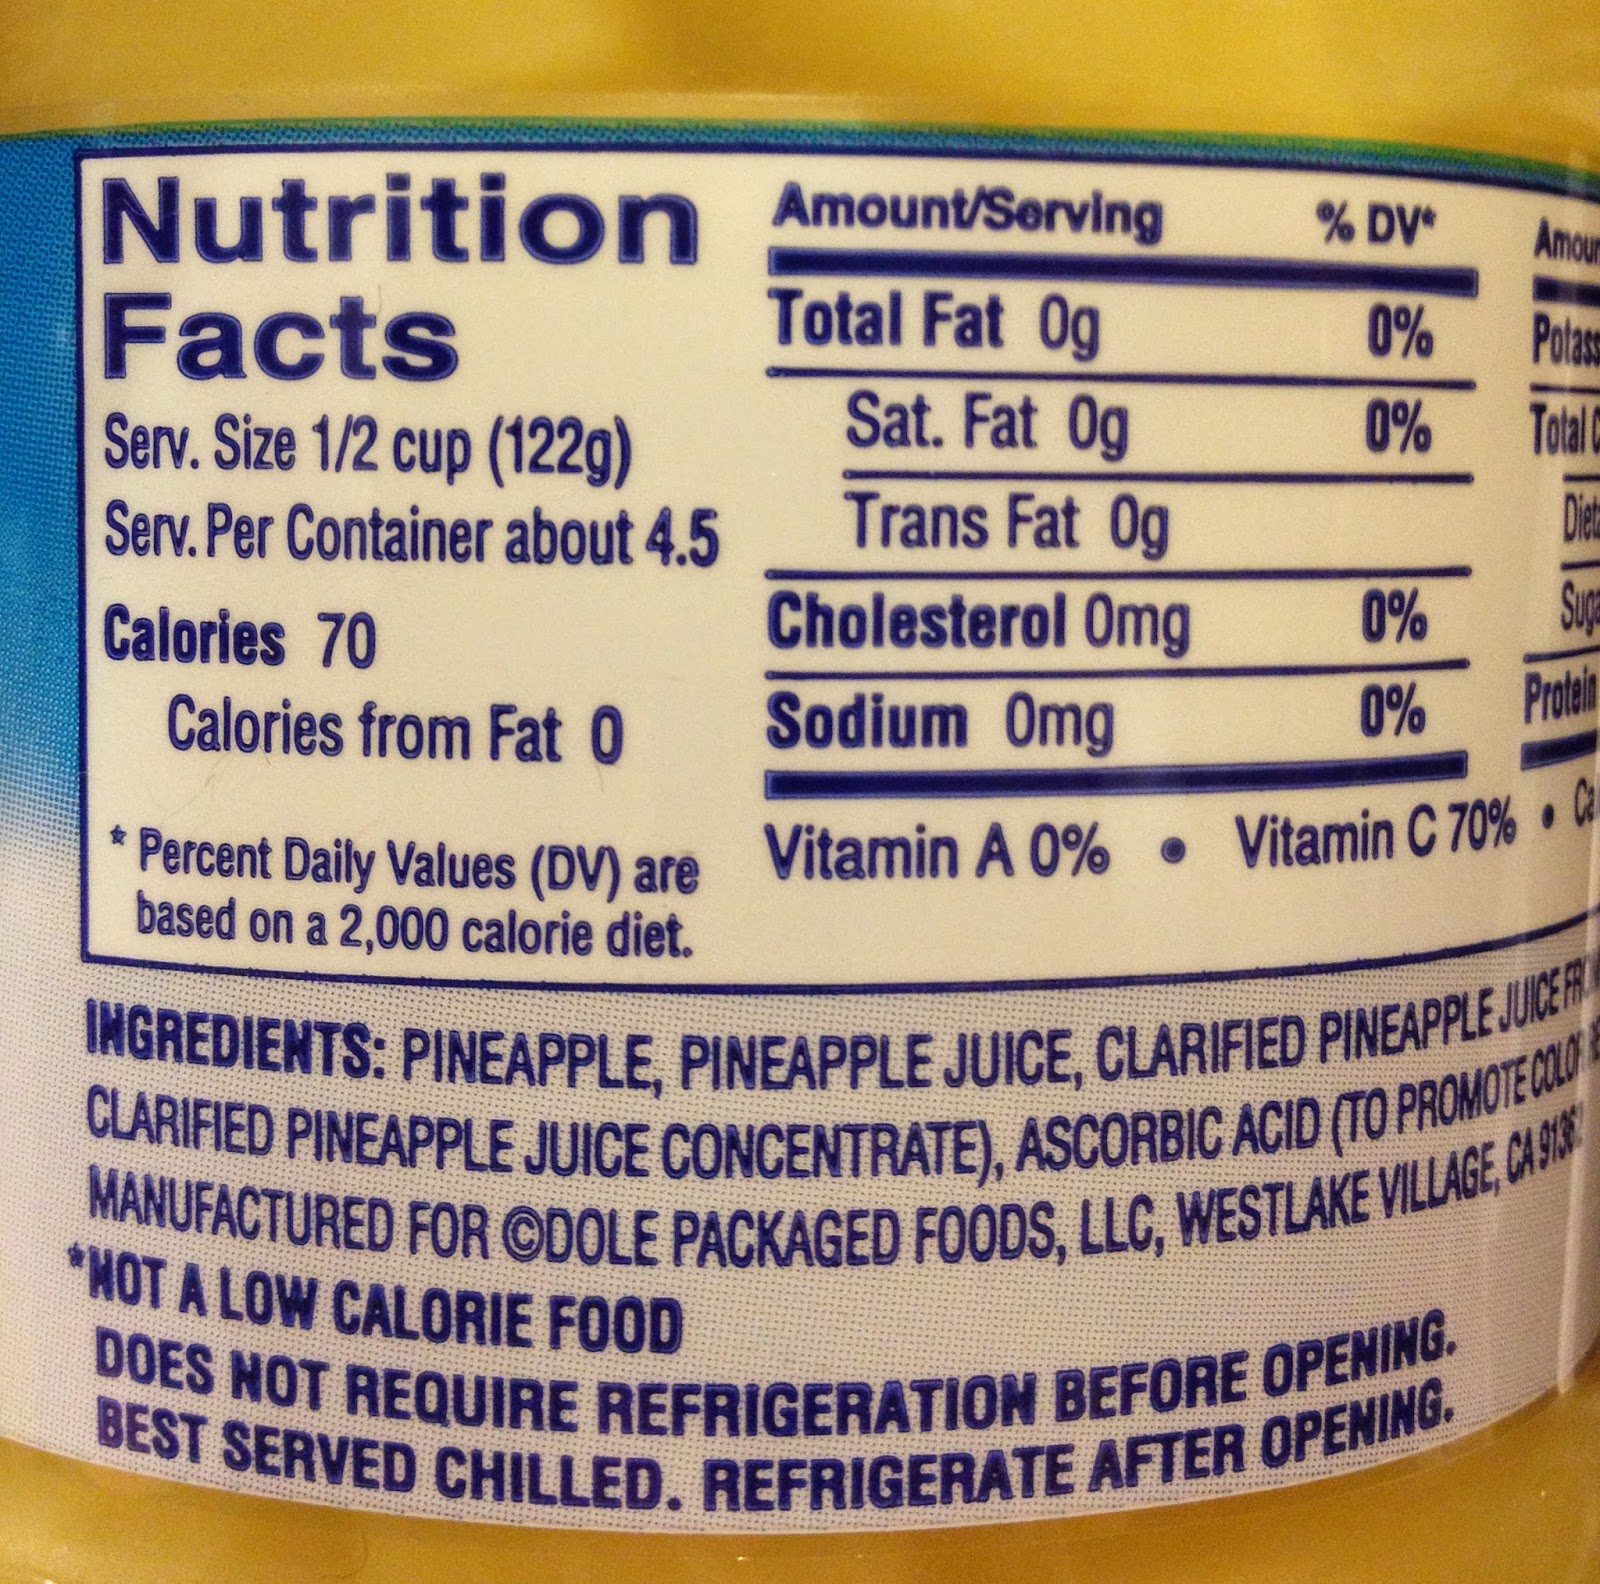 Nutrition
Facts
Serv. Size 1/2 cup (122g)
Serv. Per Container about 4.5
Calories 70
Calories from Fat 0
* Percent Daily Values (DV) are
based on a 2,000 calorie diet.
Amount/Serving % DV*
Total Fat 0g 0%
Sat. Fat 0g 0%
Trans Fat 0g
Cholesterol 0mg 0%
Sodium 0mg 0%
Vitamin A 0% • Vitamin C 70% •
Protein
INGREDIENTS: PINEAPPLE, PINEAPPLE JUICE, CLARIFIED PINEAPPLE JUICE
CLARIFIED PINEAPPLE JUICE CONCENTRATE), ASCORBIC ACID (TO PROMOTE
MANUFACTURED FOR ©DOLE PACKAGED FOODS, LLC, WESTLAKE VILLAGE, CA
*NOT A LOW CALORIE FOOD
DOES NOT REQUIRE REFRIGERATION BEFORE OPENING.
BEST SERVED CHILLED. REFRIGERATE AFTER OPENING.